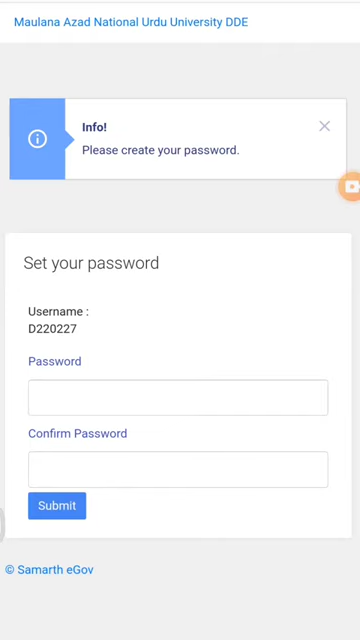 Maulana Azad National Urdu University DDE
Info!
Please create your password.
Set your password
Username :
D220227
Password
Confirm Password
Submit
© Samarth eGov